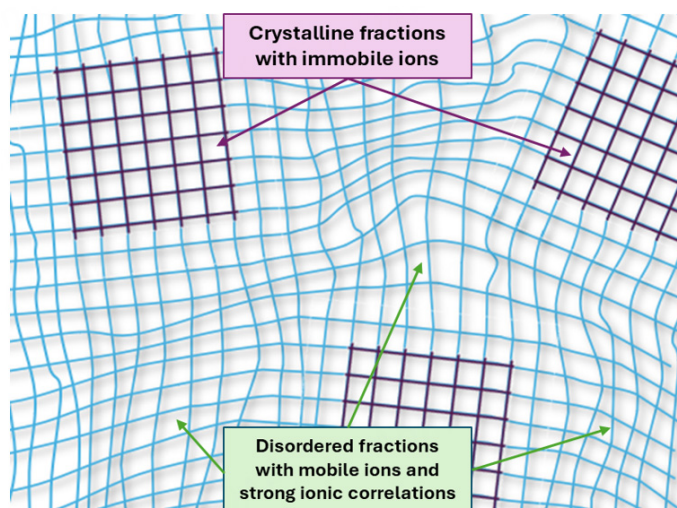 Crystalline fractions
with immobile ions
Disordered fractions
with mobile ions and
strong ionic correlations